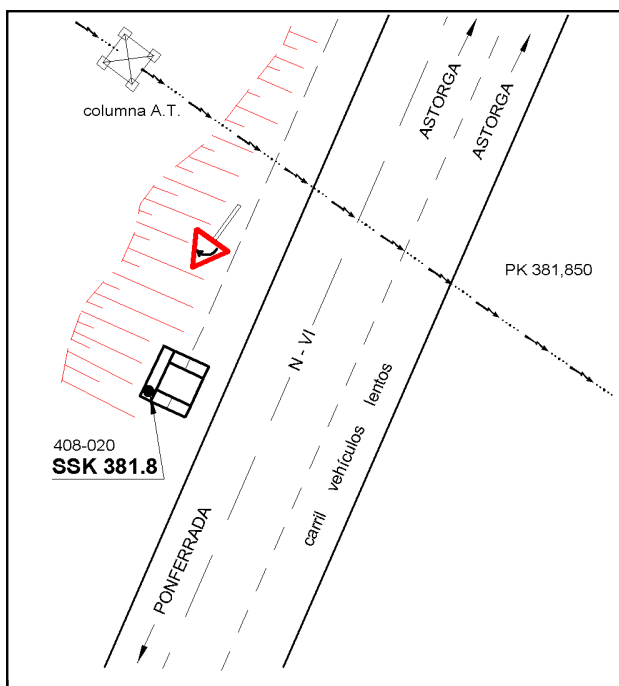 columna A.T.
ASTORGA
ASTORGA
PK 381,850
N - VI
carril vehículos lentos
408-020
SSK 381.8
PONFERRADA